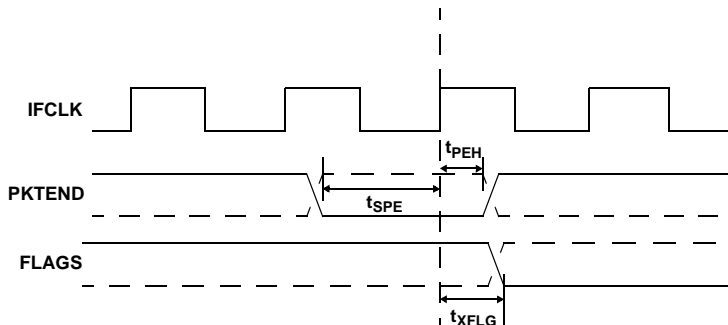 IFCLK
tPEH
PKTEND
tSPE
FLAGS
tXFLG